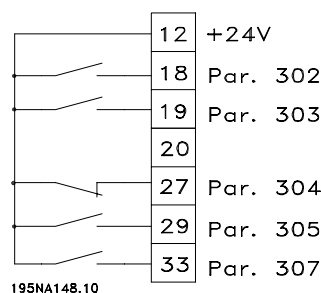 12 +24V
18 Par. 302
19 Par. 303
20
27 Par. 304
29 Par. 305
33 Par. 307
195NA148.10